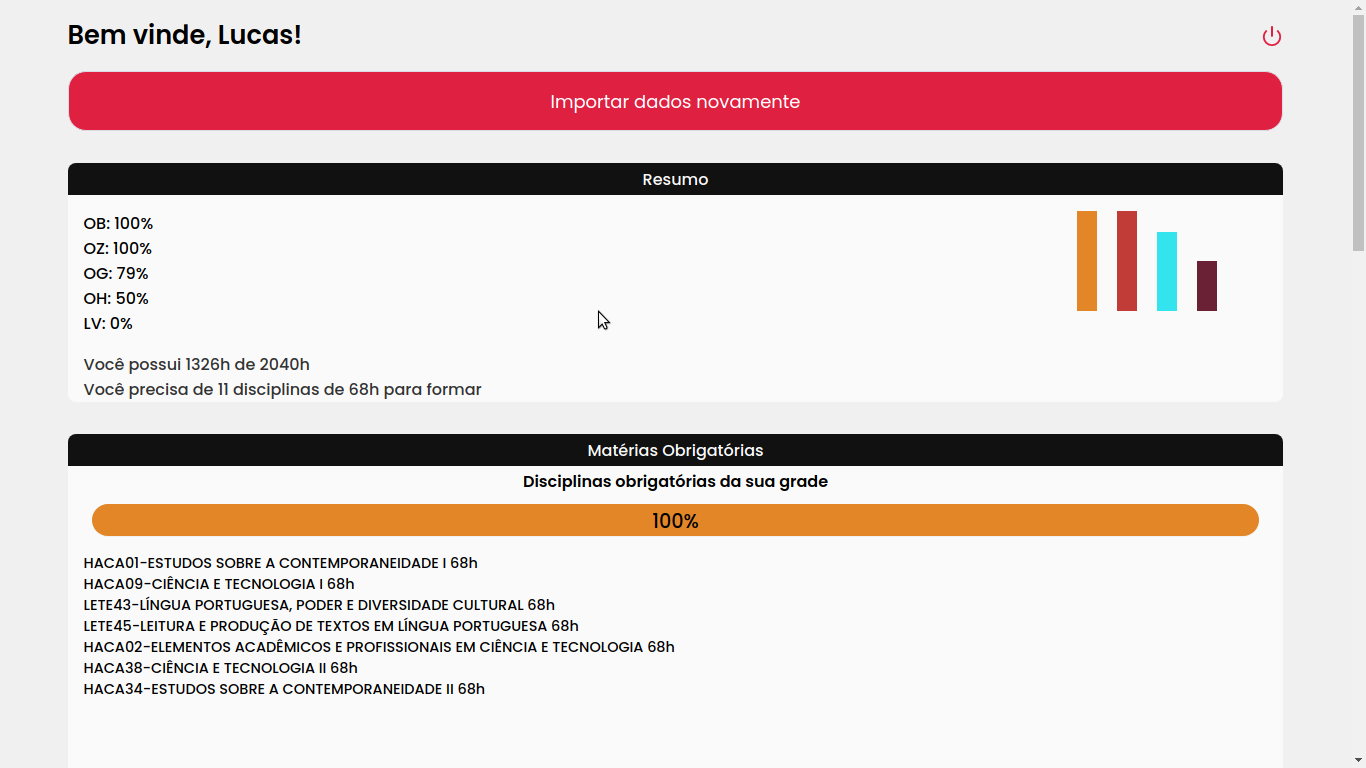 Bem vinde, Lucas!
Importar dados novamente
Resumo
OB: 100%
OZ: 100%
OG: 79%
OH: 50%
LV: 0%
Você possui 1326h de 2040h
Você precisa de 11 disciplinas de 68h para formar
Matérias Obrigatórias
Disciplinas obrigatórias da sua grade
100%
HACA01-ESTUDOS SOBRE A CONTEMPORANEIDADE I 68h
HACA09-CIÊNCIA E TECNOLOGIA I 68h
LETE43-LÍNGUA PORTUGUESA, PODER E DIVERSIDADE CULTURAL 68h
LETE45-LEITURA E PRODUÇÃO DE TEXTOS EM LÍNGUA PORTUGUESA 68h
HACA02-ELEMENTOS ACADÊMICOS E PROFISSIONAIS EM CIÊNCIA E TECNOLOGIA 68h
HACA38-CIÊNCIA E TECNOLOGIA II 68h
HACA34-ESTUDOS SOBRE A CONTEMPORANEIDADE II 68h